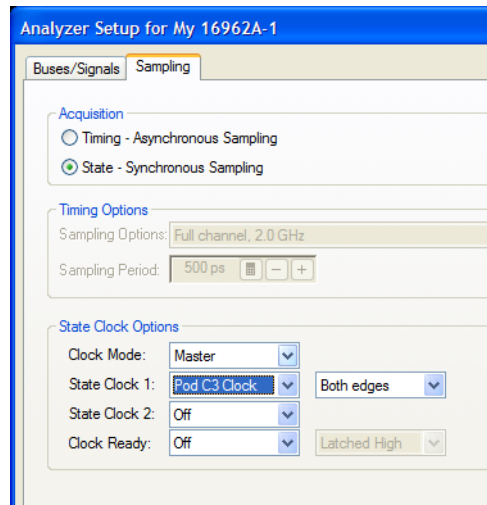 Analyzer Setup for My 16962A-1
Buses/Signals Sampling
Acquisition
Timing - Asynchronous Sampling
State - Synchronous Sampling
Timing Options
Sampling Options: Full channel, 2.0 GHz
Sampling Period: 500 ps - +
State Clock Options
Clock Mode: Master
State Clock 1: Pod C3 Clock Both edges
State Clock 2: Off
Clock Ready: Off Latched High